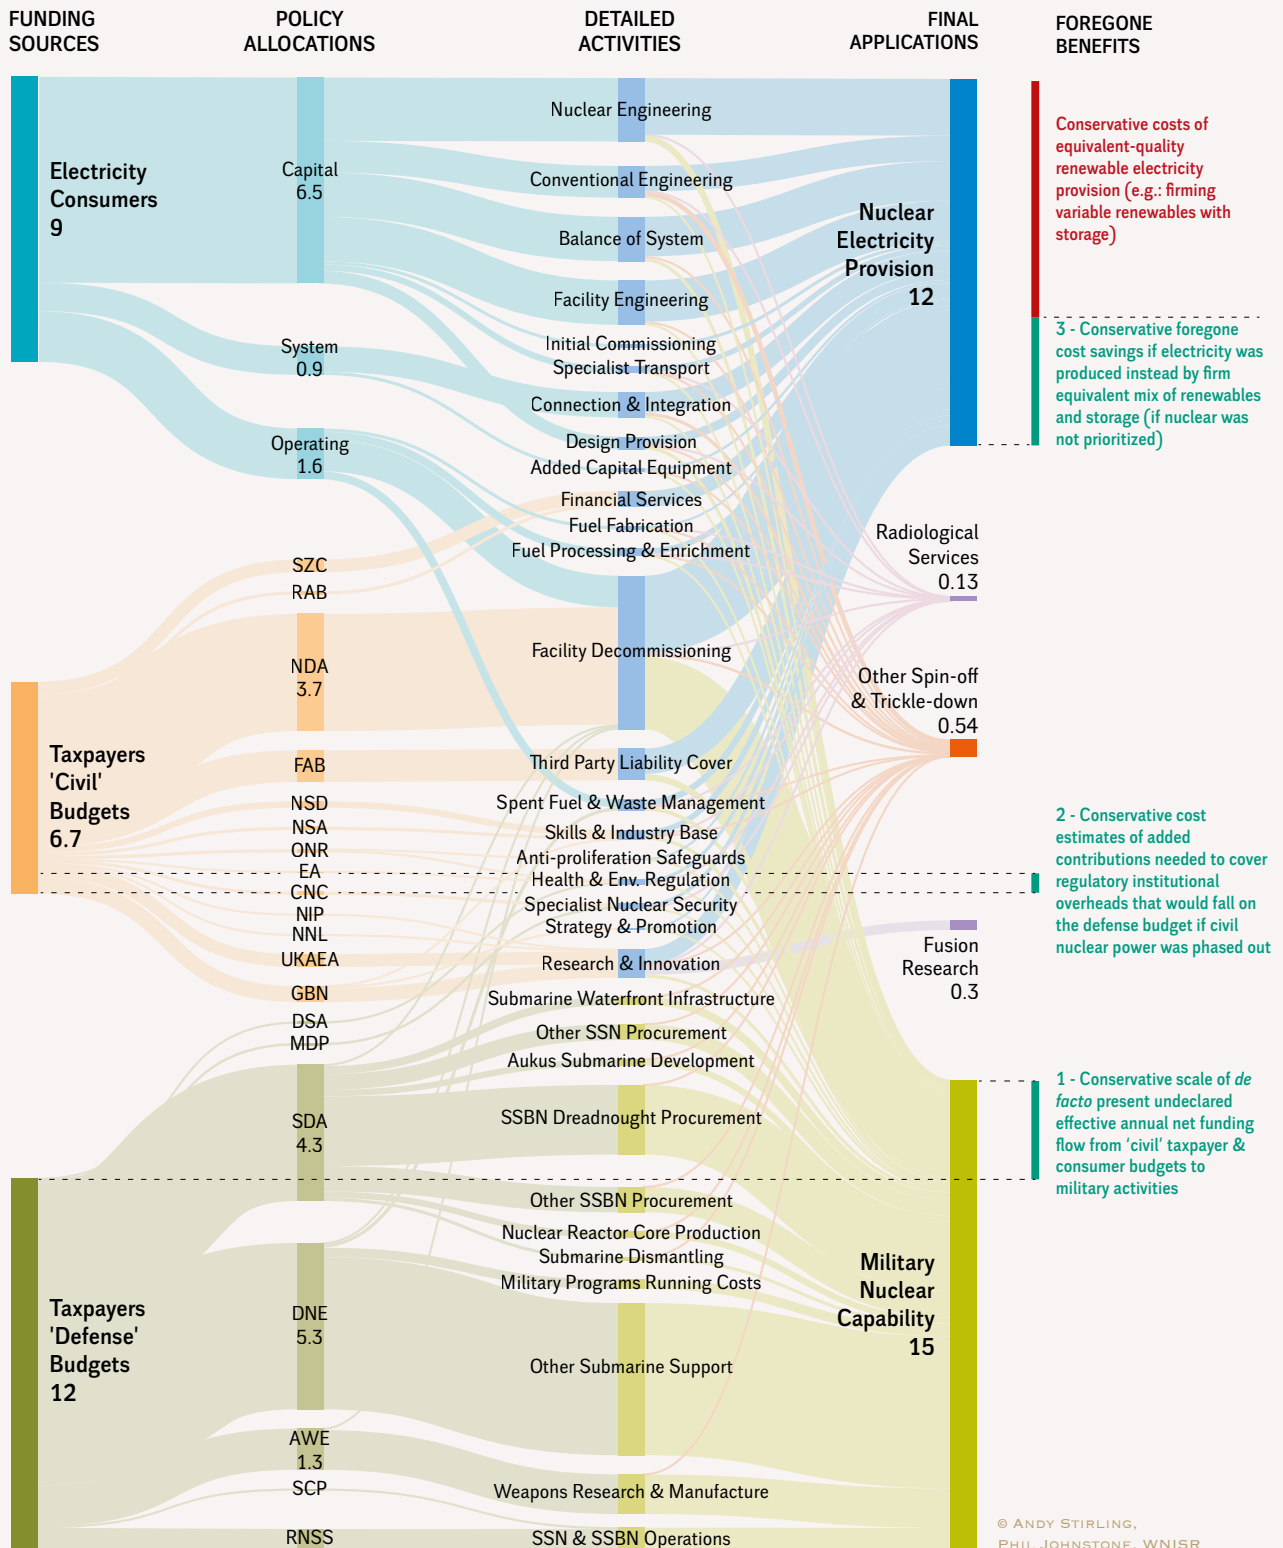 FUNDING
SOURCES
POLICY
ALLOCATIONS
DETAILED
ACTIVITIES
FINAL
APPLICATIONS
FOREGONE
BENEFITS
Electricity
Consumers
9
Taxpayers
'Civil'
Budgets
6.7
Taxpayers
'Defense'
Budgets
12
Capital
6.5
System
0.9
Operating
1.6
SZC
RAB
NDA
3.7
FAB
NSD
NSA
ONR
EA
CNC
NIP
NNL
UKAEA
GBN
DSA
MDP
SDA
4.3
DNE
5.3
AWE
1.3
SCP
RNSS
Nuclear Engineering
Conventional Engineering
Balance of System
Facility Engineering
Initial Commissioning
Specialist Transport
Connection & Integration
Design Provision
Added Capital Equipment
Financial Services
Fuel Fabrication
Fuel Processing & Enrichment
Facility Decommissioning
Third Party Liability Cover
Spent Fuel & Waste Management
Skills & Industry Base
Anti-proliferation Safeguards
Health & Env. Regulation
Specialist Nuclear Security
Strategy & Promotion
Research & Innovation
Submarine Waterfront Infrastructure
Other SSN Procurement
Aukus Submarine Development
SSBN Dreadnought Procurement
Other SSBN Procurement
Nuclear Reactor Core Production
Submarine Dismantling
Military Programs Running Costs
Other Submarine Support
Weapons Research & Manufacture
SSN & SSBN Operations
Nuclear
Electricity
Provision
12
Radiological
Services
0.13
Other Spin-off
& Trickle-down
0.54
Fusion
Research
0.3
Military
Nuclear
Capability
15
Conservative costs of
equivalent-quality
renewable electricity
provision (e.g.: firming
variable renewables with
storage)
3 - Conservative foregone
cost savings if electricity was
produced instead by firm
equivalent mix of renewables
and storage (if nuclear was
not prioritized)
2 - Conservative cost
estimates of added
contributions needed to cover
regulatory institutional
overheads that would fall on
the defense budget if civil
nuclear power was phased out
1 - Conservative scale of de
facto present undeclared
effective annual net funding
flow from ‘civil’ taxpayer &
consumer budgets to
military activities
© ANDY STIRLING,
PHIL JOHNSTONE, WNISR